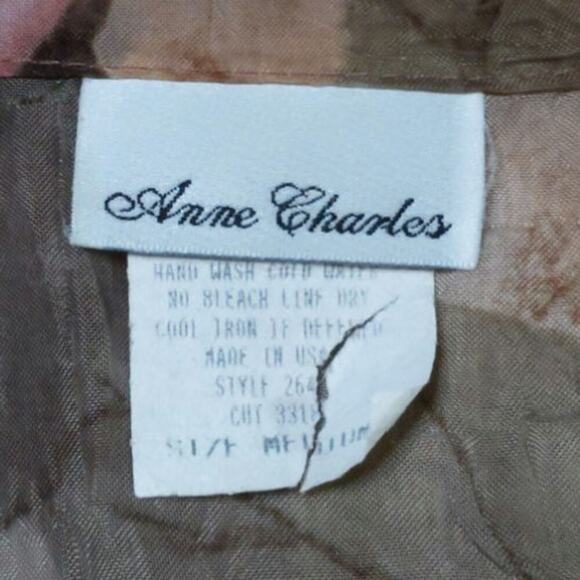 Anne Charles
HAND WASH COLD WATER
NO BLEACH LINE DRY
COOL IRON IF
MADE IN USA
STYLE 264
CUT 331
SIZE MEDIUM